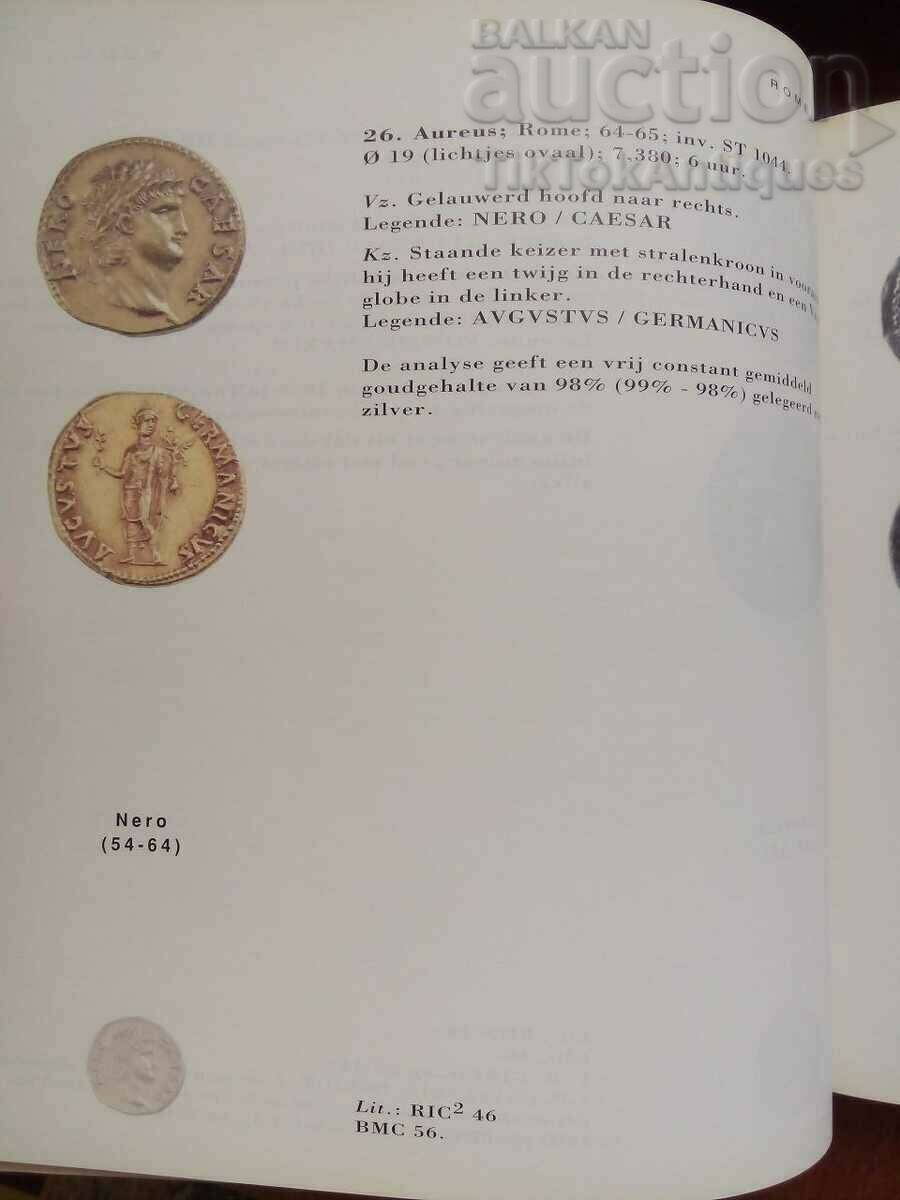 BALKAN
auction
TikTokAntiques
ROME
26. Aureus; Rome; 64-65; inv. ST 1044.
Ø 19 (lichtjes ovaal); 7,380; 6 uur.
Vz. Gelauwerd hoofd naar rechts.
Legende: NERO / CAESAR
Kz. Staande keizer met stralenkroon in
hij heeft een twijg in de rechterhand en een
globe in de linker.
Legende: AVGVSTVS / GERMANICVS
De analyse geeft een vrij constant gemiddeld
goudgehalte van 98% (99% - 98%) gelegeerd
zilver.
NERO CAESAR
AVGVSTVS GERMANICVS
Nero
(54-64)
Lit.: RIC² 46
BMC 56.